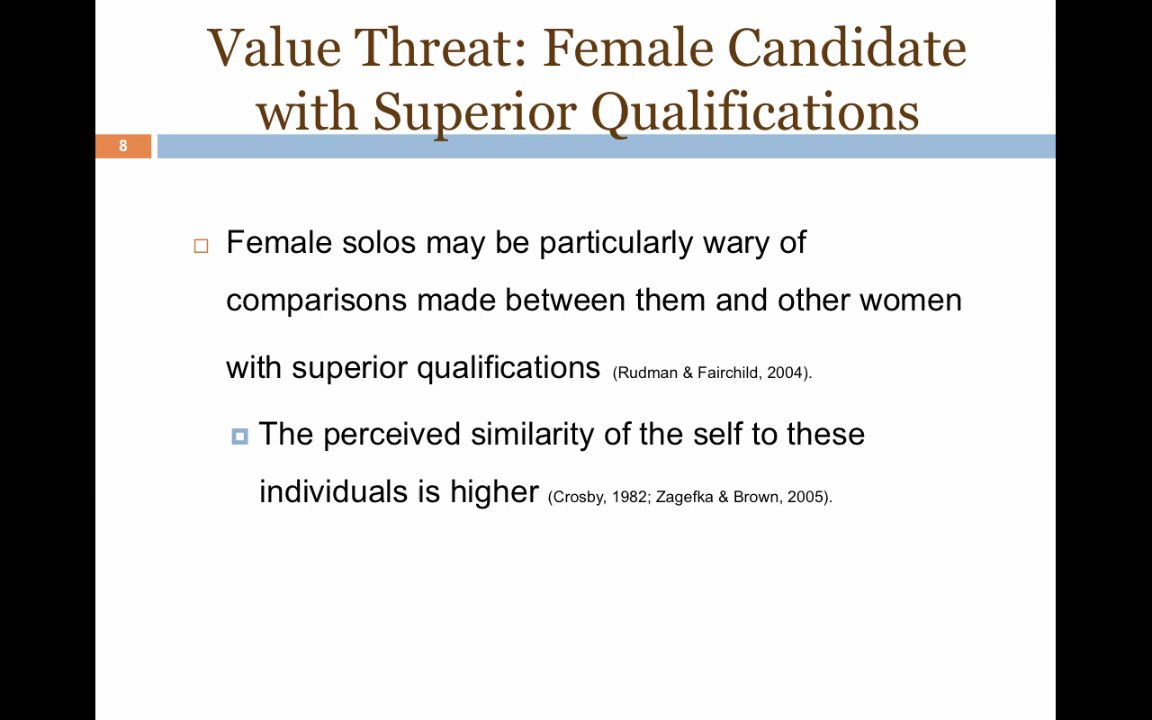 Value Threat: Female Candidate
with Superior Qualifications
8
Female solos may be particularly wary of
comparisons made between them and other women
with superior qualifications (Rudman & Fairchild, 2004).
The perceived similarity of the self to these
individuals is higher (Crosby, 1982; Zagefka & Brown, 2005).